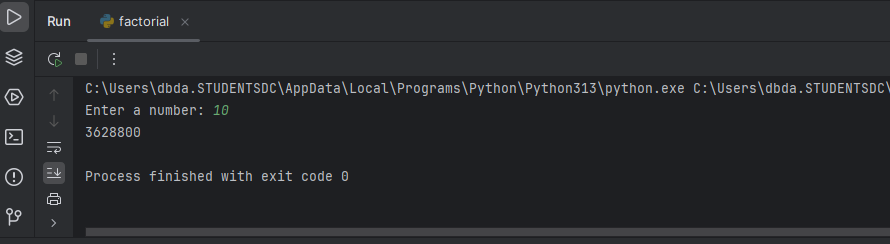 Run factorial
C:\Users\dbda.STUDENTSDC\AppData\Local\Programs\Python\Python313\python.exe C:\Users\dbda.STUDENTSDC\
Enter a number: 10
3628800
Process finished with exit code 0